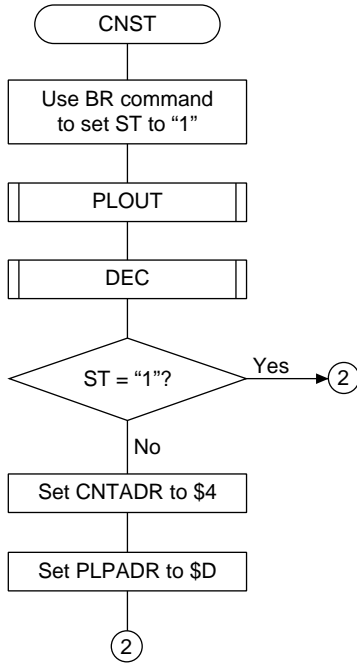 CNST
Use BR command
to set ST to “1”
PLOUT
DEC
ST = “1”?
Yes
2
No
Set CNTADR to $4
Set PLPADR to $D
2